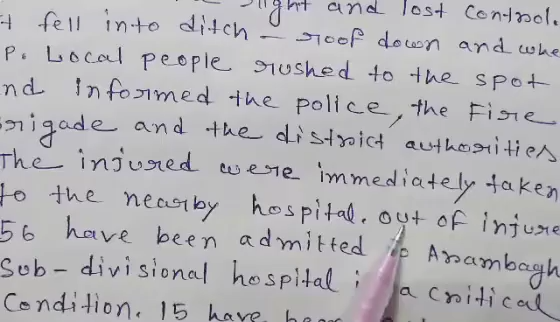 light and lost control.
t fell into ditch – roof down and whe
P. Local people rushed to the spot
nd informed the police, the Fire
rigade and the district authorities
The injured were immediately taken
to the nearby hospital. out of injure
56 have been admitted to Arambagh
Sub-divisional hospital i a critical
Condition. 15 have